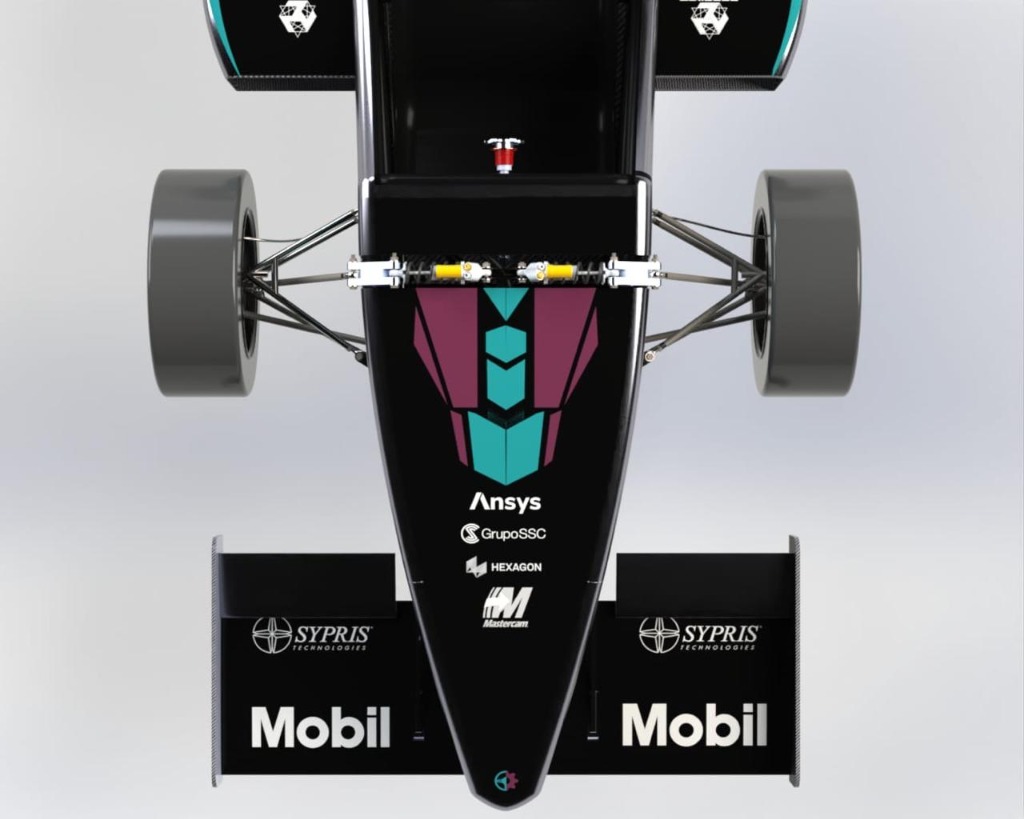 Ansys
GrupoSSC
HEXAGON
Mastercam
SYPRIS
TECHNOLOGIES
SYPRIS
TECHNOLOGIES
Mobil
Mobil